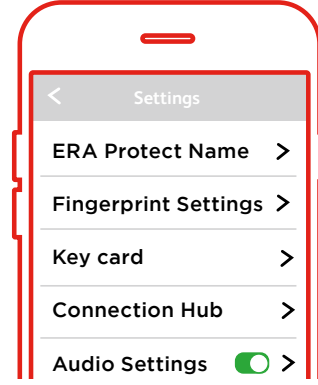 Settings
ERA Protect Name
Fingerprint Settings
Key card
Connection Hub
Audio Settings